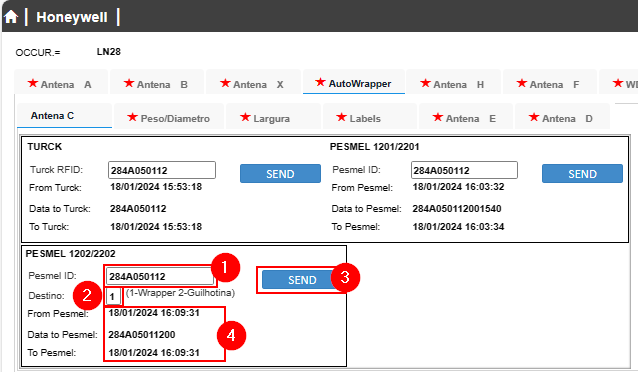 Honeywell
OCCUR.= LN28
★ Antena A ★ Antena B ★ Antena X ★ AutoWrapper ★ Antena H ★ Antena F ★
Antena C ★ Peso/Diametro ★ Largura ★ Labels ★ Antena E ★ Antena D
TURCK PESMEL 1201/2201
Turck RFID: 284A050112 SEND Pesmel ID: 284A050112 SEND
From Turck: 18/01/2024 15:53:18 From Pesmel: 18/01/2024 16:03:32
Data to Turck: 284A050112 Data to Pesmel: 284A050112001540
To Turck: 18/01/2024 15:53:18 To Pesmel: 18/01/2024 16:03:34
PESMEL 1202/2202
Pesmel ID: 284A050112 1 SEND 3
Destino: 2 1 (1-Wrapper 2-Guilhotina)
From Pesmel: 18/01/2024 16:09:31
Data to Pesmel: 284A05011200 4
To Pesmel: 18/01/2024 16:09:31